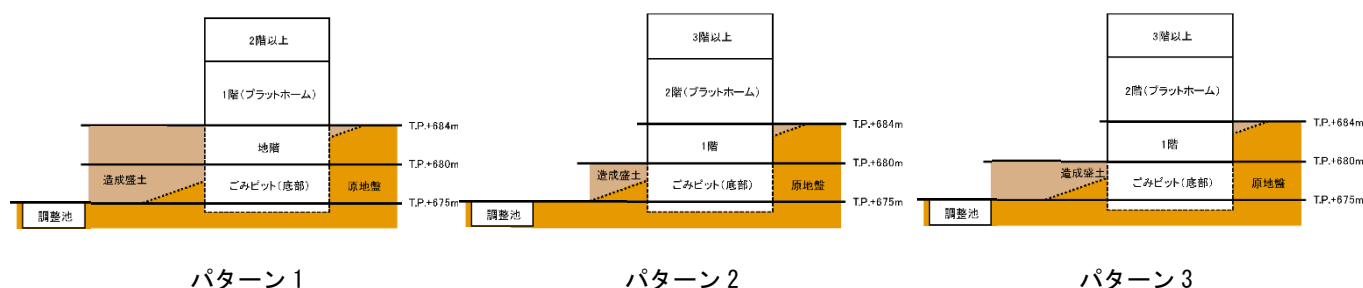 2階以上
1階(プラットホーム)
T.P.+684m
地階
T.P.+680m
造成盛土
ごみピット(底部)
原地盤
T.P.+675m
調整池
パターン 1
3階以上
2階(プラットホーム)
T.P.+684m
1階
T.P.+680m
造成盛土
ごみピット(底部)
原地盤
T.P.+675m
調整池
パターン 2
3階以上
2階(プラットホーム)
T.P.+684m
1階
T.P.+680m
造成盛土
ごみピット(底部)
原地盤
T.P.+675m
調整池
パターン 3